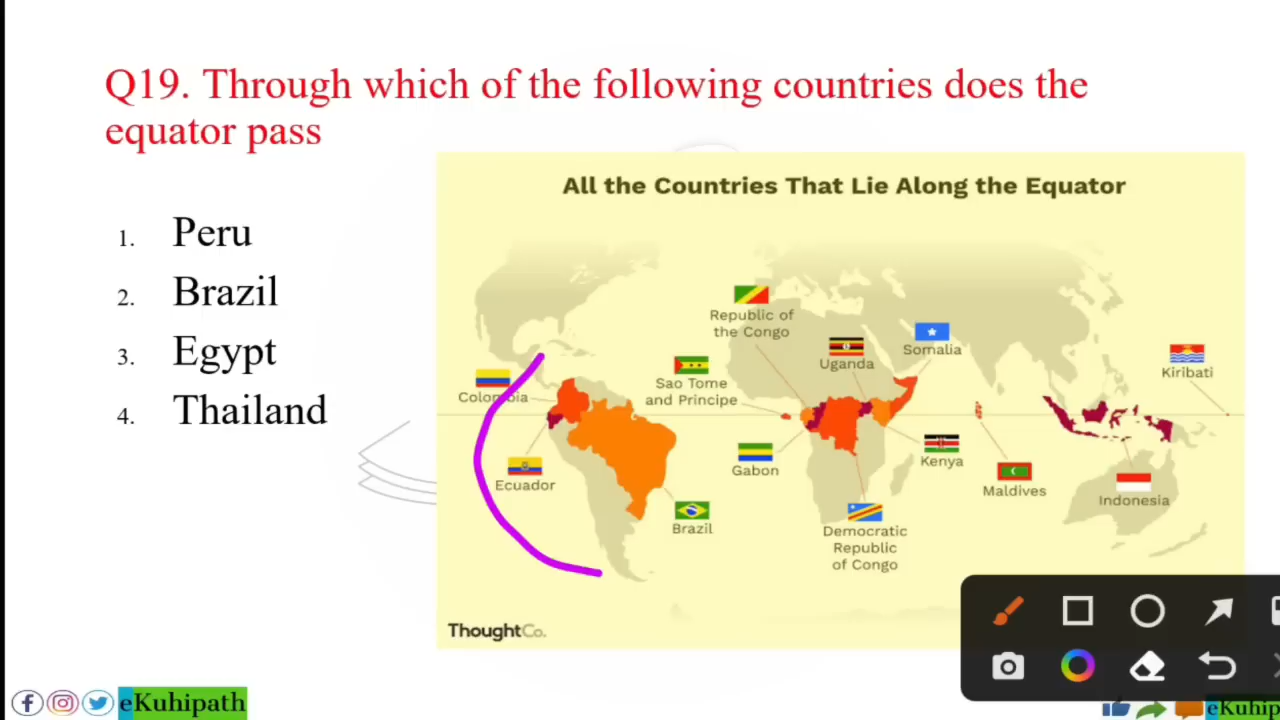 Q19. Through which of the following countries does the
equator pass
1. Peru
2. Brazil
3. Egypt
4. Thailand
All the Countries That Lie Along the Equator
Republic of
the Congo
Uganda
Somalia
Kiribati
Sao Tome
and Principe
Colombia
Gabon
Kenya
Maldives
Indonesia
Ecuador
Brazil
Democratic
Republic
of Congo
ThoughtCo.
eKuhipath
eKuhip